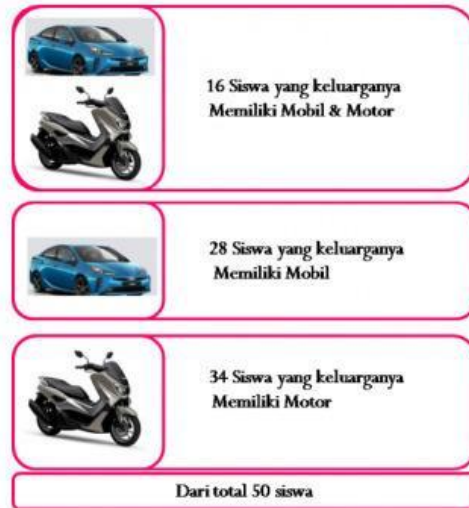 16 Siswa yang keluarganya
Memiliki Mobil & Motor
28 Siswa yang keluarganya
Memiliki Mobil
34 Siswa yang keluarganya
Memiliki Motor
Dari total 50 siswa